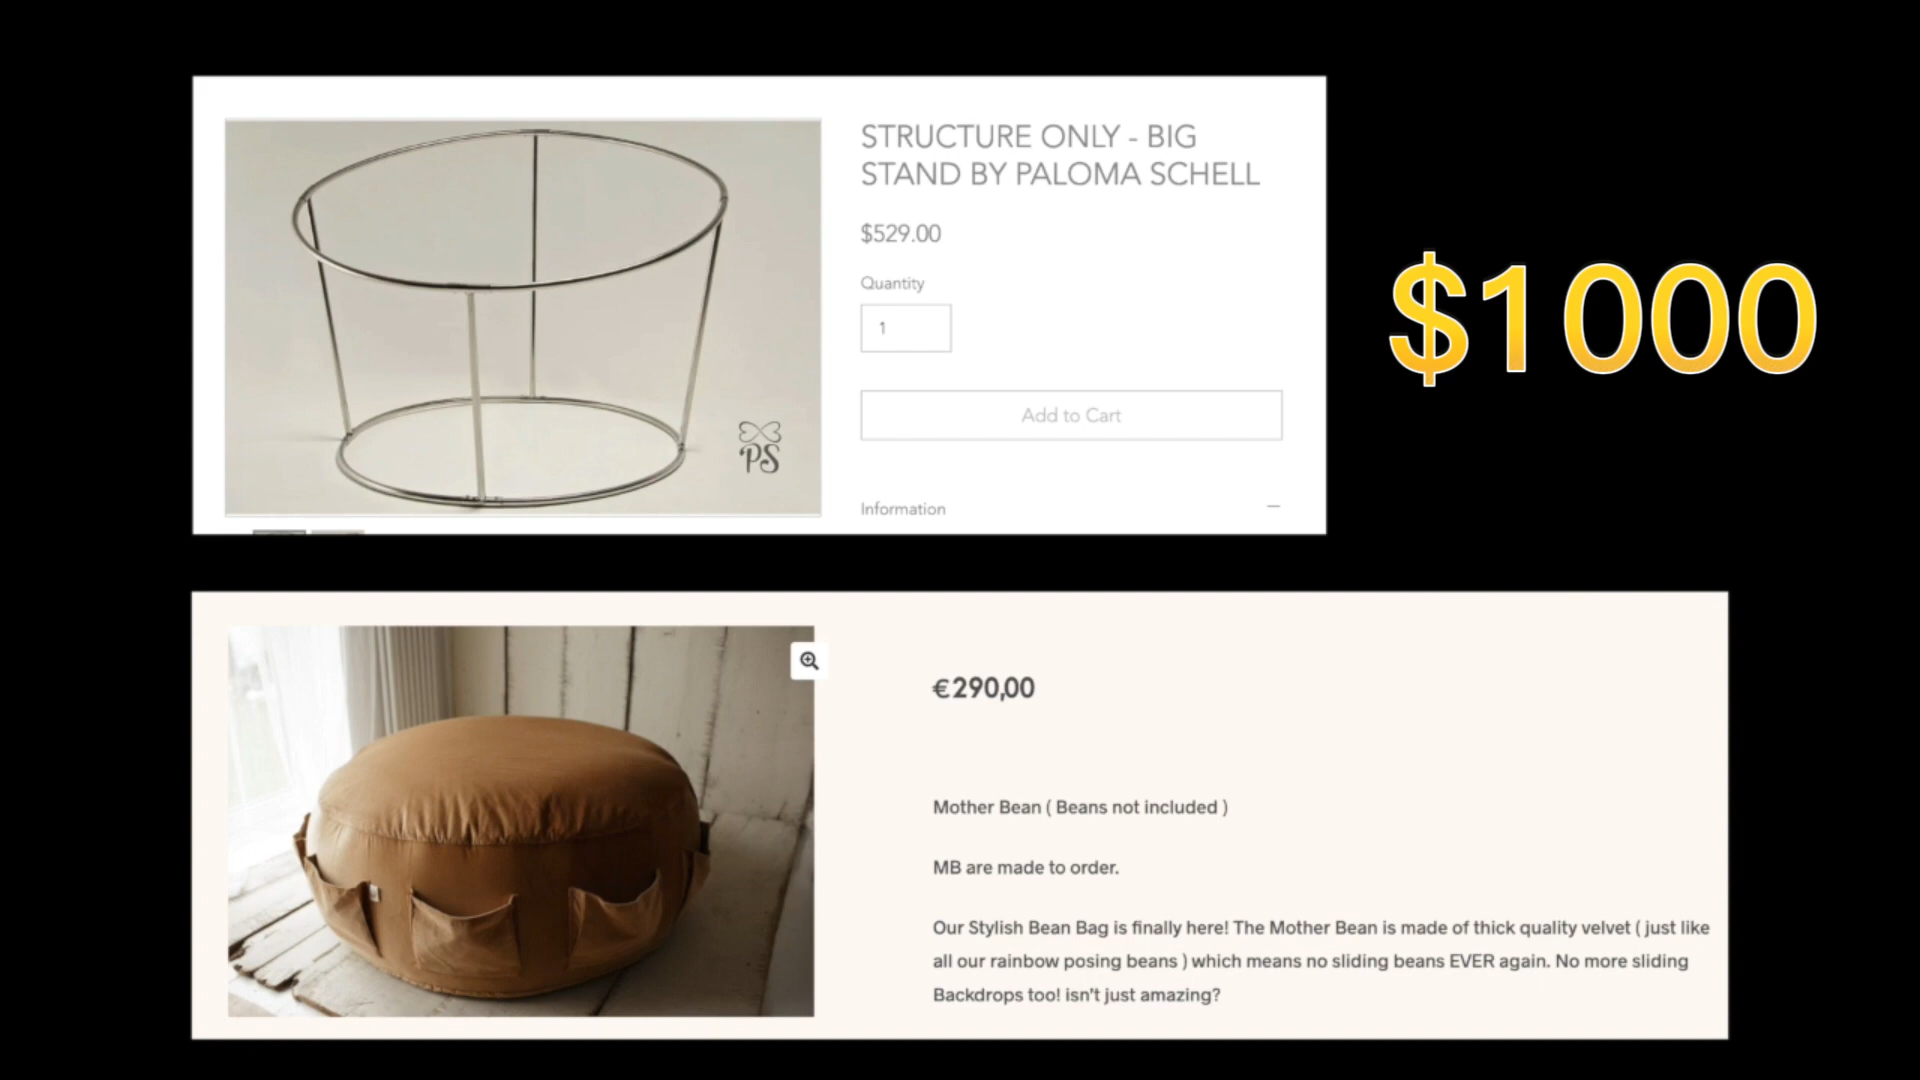 STRUCTURE ONLY - BIG
STAND BY PALOMA SCHELL
$529.00
Quantity
1
Add to Cart
Information
PS
$1000
€290,00
Mother Bean ( Beans not included )
MB are made to order.
Our Stylish Bean Bag is finally here! The Mother Bean is made of thick quality velvet ( just like
all our rainbow posing beans ) which means no sliding beans EVER again. No more sliding
Backdrops too! isn't just amazing?